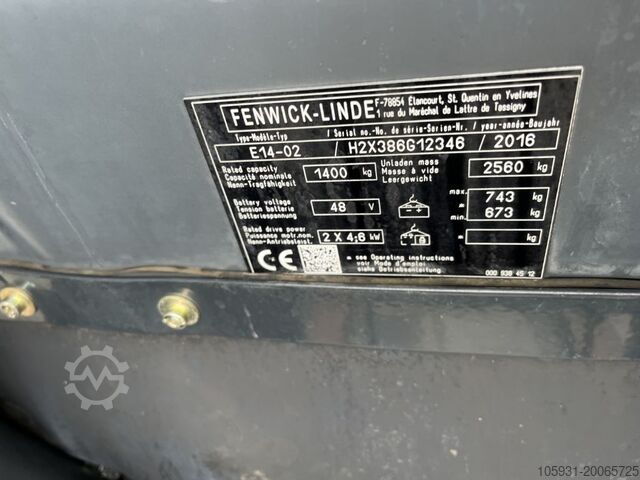 FENWICK-LINDE
F-78854 Élancourt, St. Quentin en Yvelines
1 rue du Maréchal de Lattre de Tassigny
Type-Modèle-Typ / Serial no.-No. de série-Serien-Nr. / year-année-Baujahr
E14-02 / H2X386G12346 / 2016
Rated capacity
Capacité nominale
Nenn-Tragfähigkeit
1400 kg
Unladen mass
Masse à vide
Leergewicht
2560 kg
Battery voltage
Tension batterie
Batteriespannung
48 V
max. = 743 kg
min. = 673 kg
Rated drive power
Puissance motr.nom.
Nenn-Antriebsleist.
2 X 4,6 kW
= kg
CE
= see Operating instructions
voir Mode d'emploi
siehe Betriebsanleitung
000 938 45 12
105931-20065725